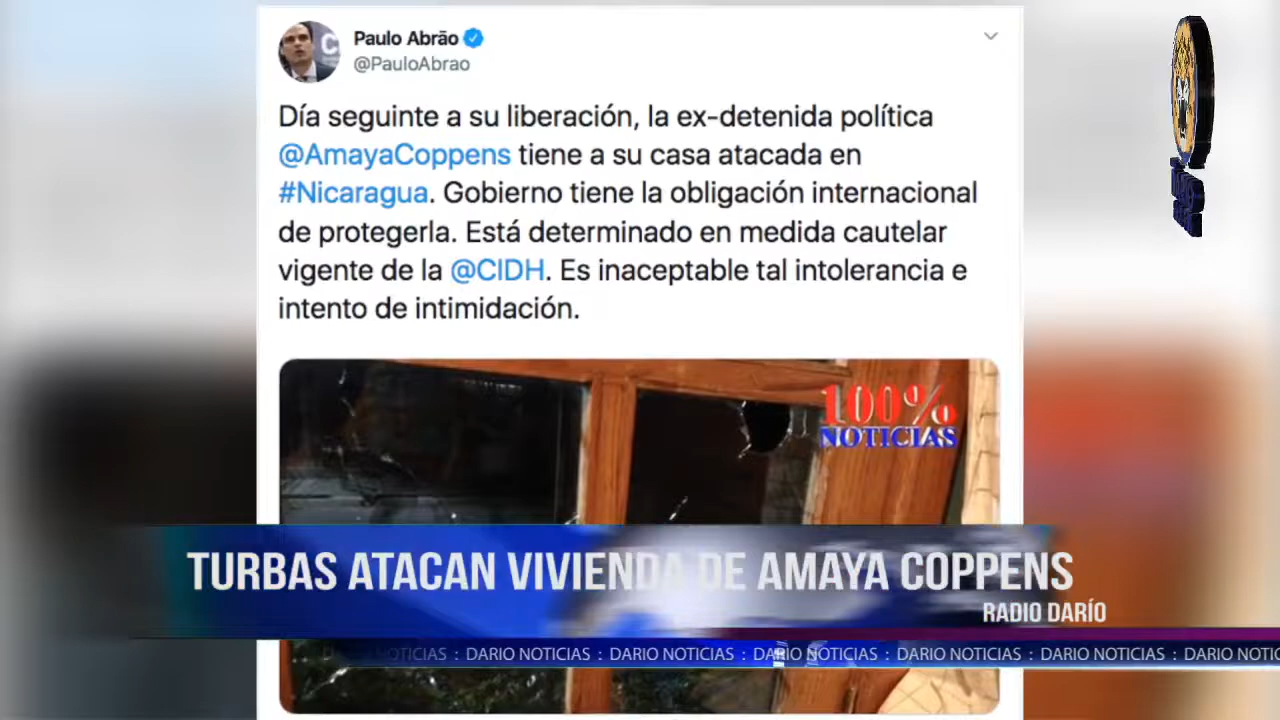 Paulo Abrão
@PauloAbrao
Día seguinte a su liberación, la ex-detenida política
@AmayaCoppens tiene a su casa atacada en
#Nicaragua. Gobierno tiene la obligación internacional
de protegerla. Está determinado en medida cautelar
vigente de la @CIDH. Es inaceptable tal intolerancia e
intento de intimidación.
100%
NOTICIAS
TURBAS ATACAN VIVIENDA DE AMAYA COPPENS
RADIO DARÍO
NOTICIAS : DARIO NOTICIAS : DARIO NOTICIAS : DARIO NOTICIAS : DARIO NOTICIAS : DARIO NOTICIAS : DARIO NOTIC